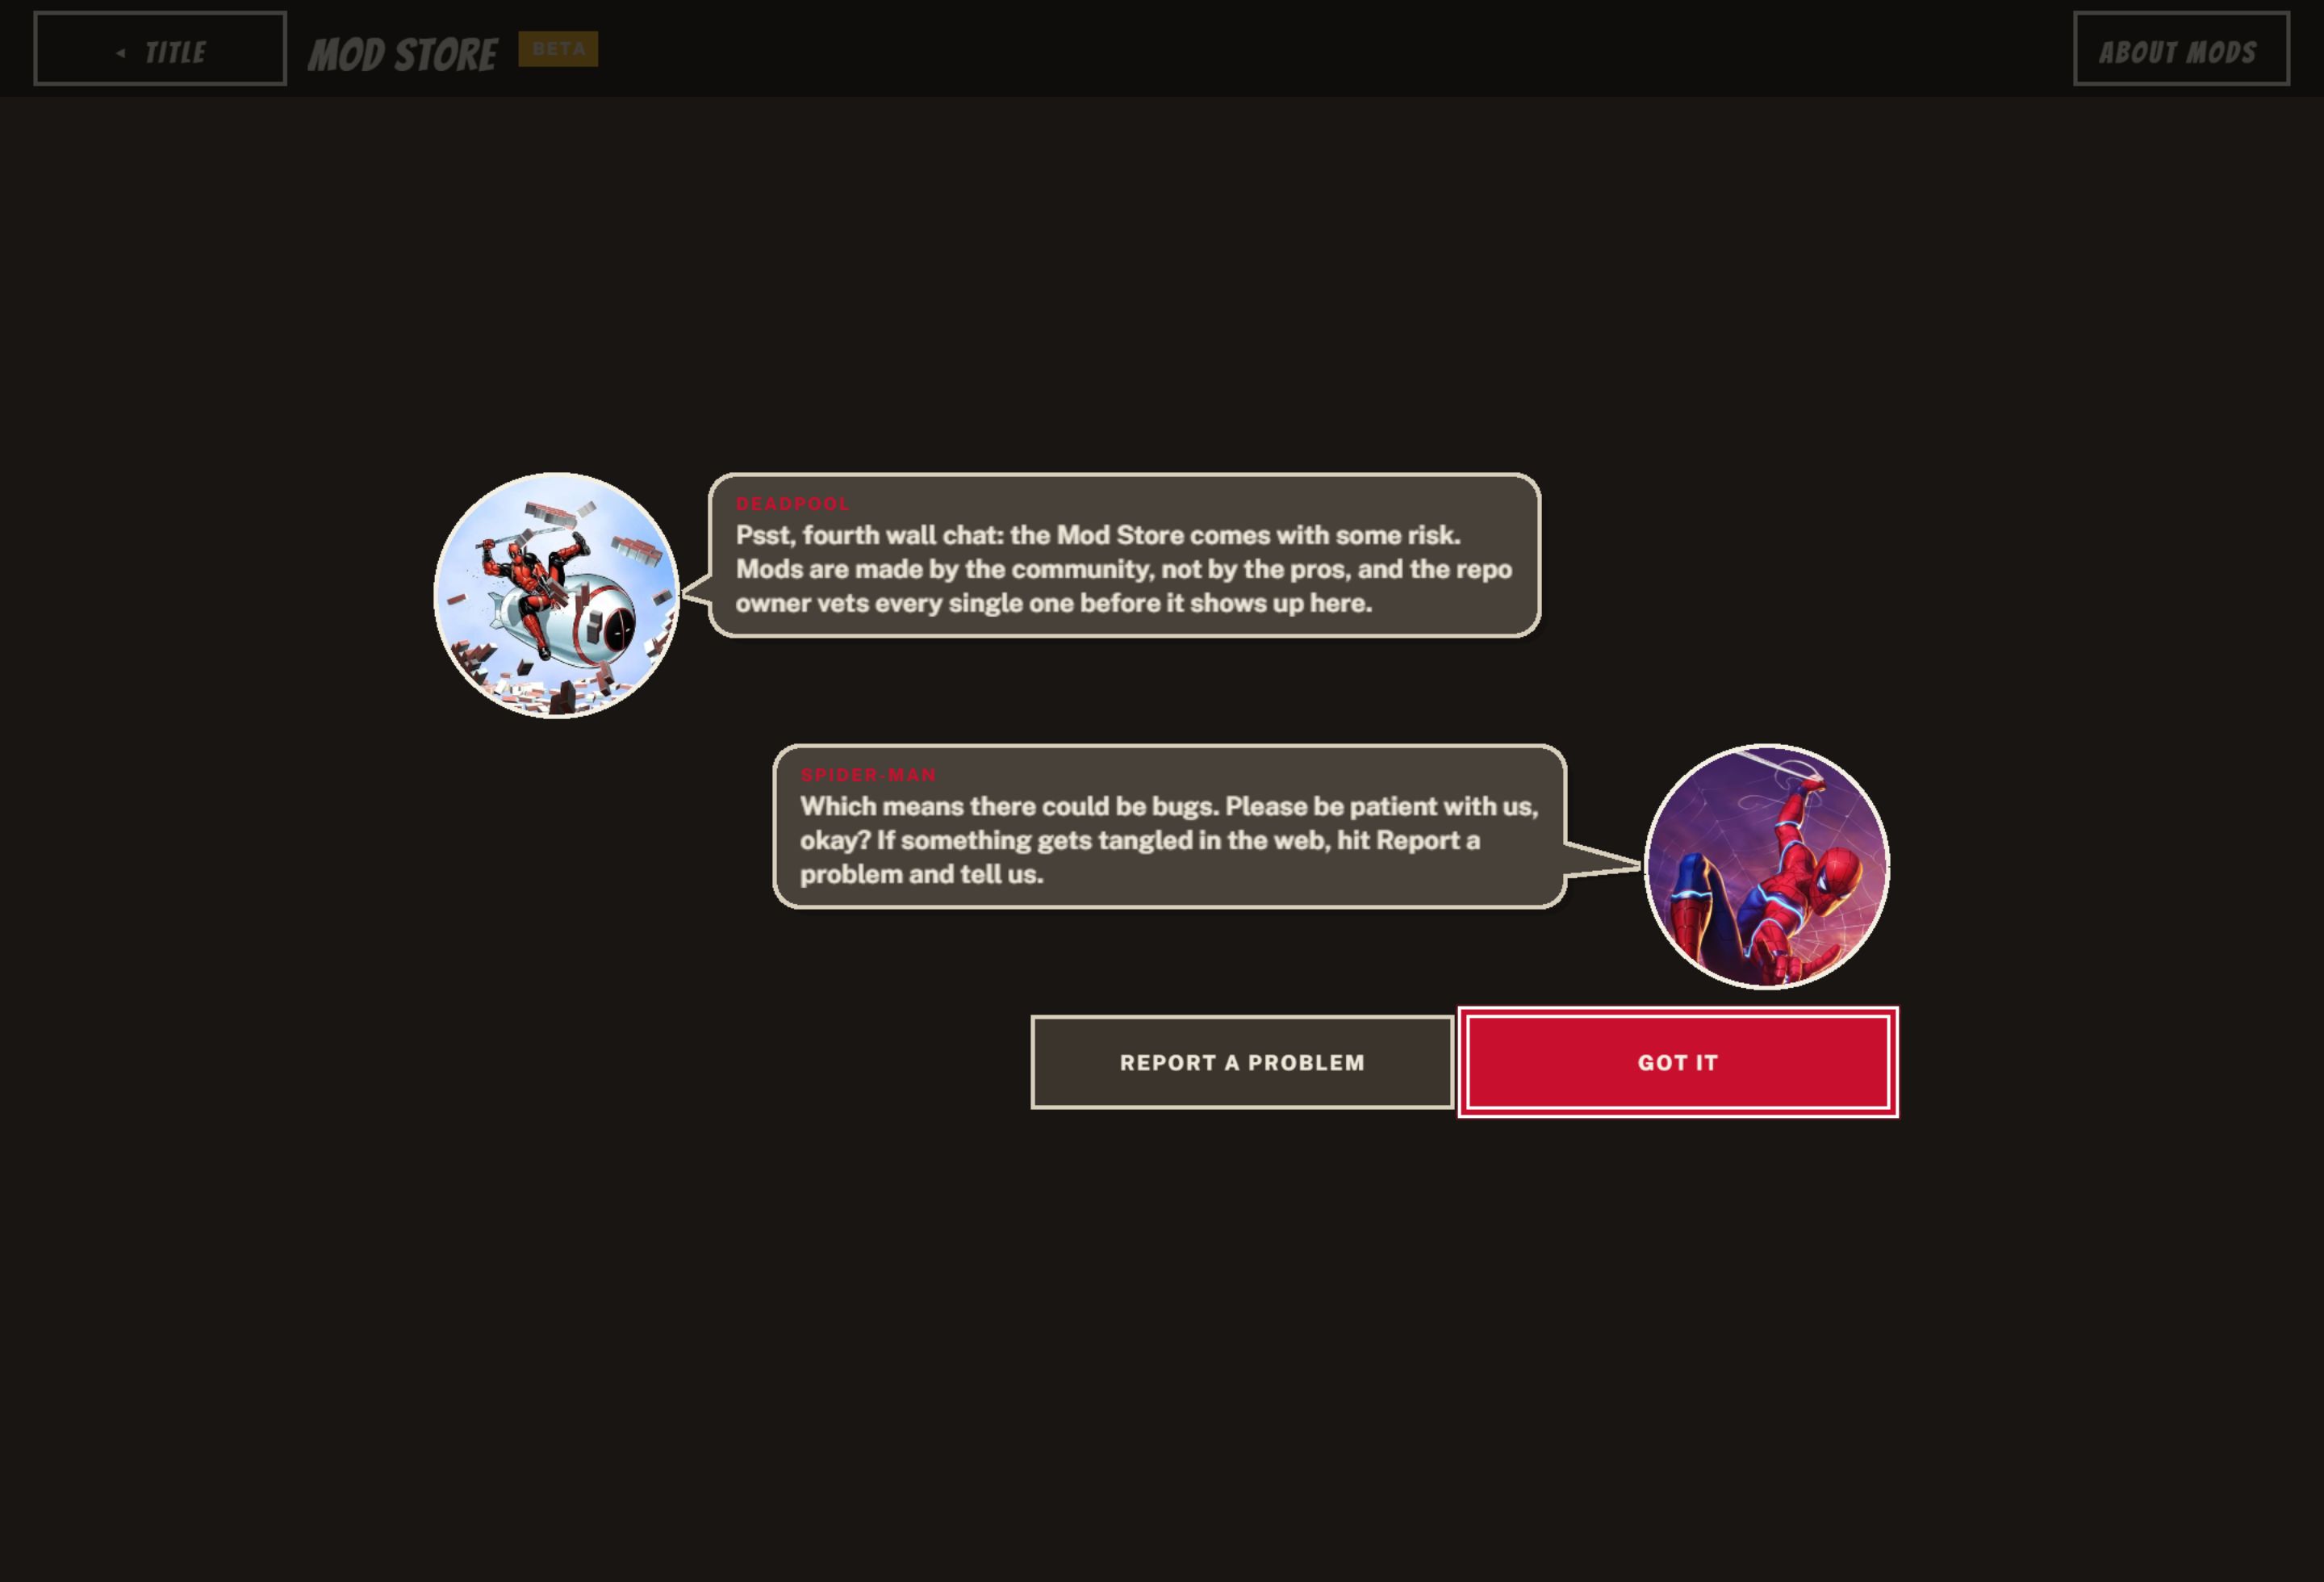 ◂ TITLE
MOD STORE
BETA
ABOUT MODS
DEADPOOL
Psst, fourth wall chat: the Mod Store comes with some risk.
Mods are made by the community, not by the pros, and the repo
owner vets every single one before it shows up here.
SPIDER-MAN
Which means there could be bugs. Please be patient with us,
okay? If something gets tangled in the web, hit Report a
problem and tell us.
REPORT A PROBLEM
GOT IT